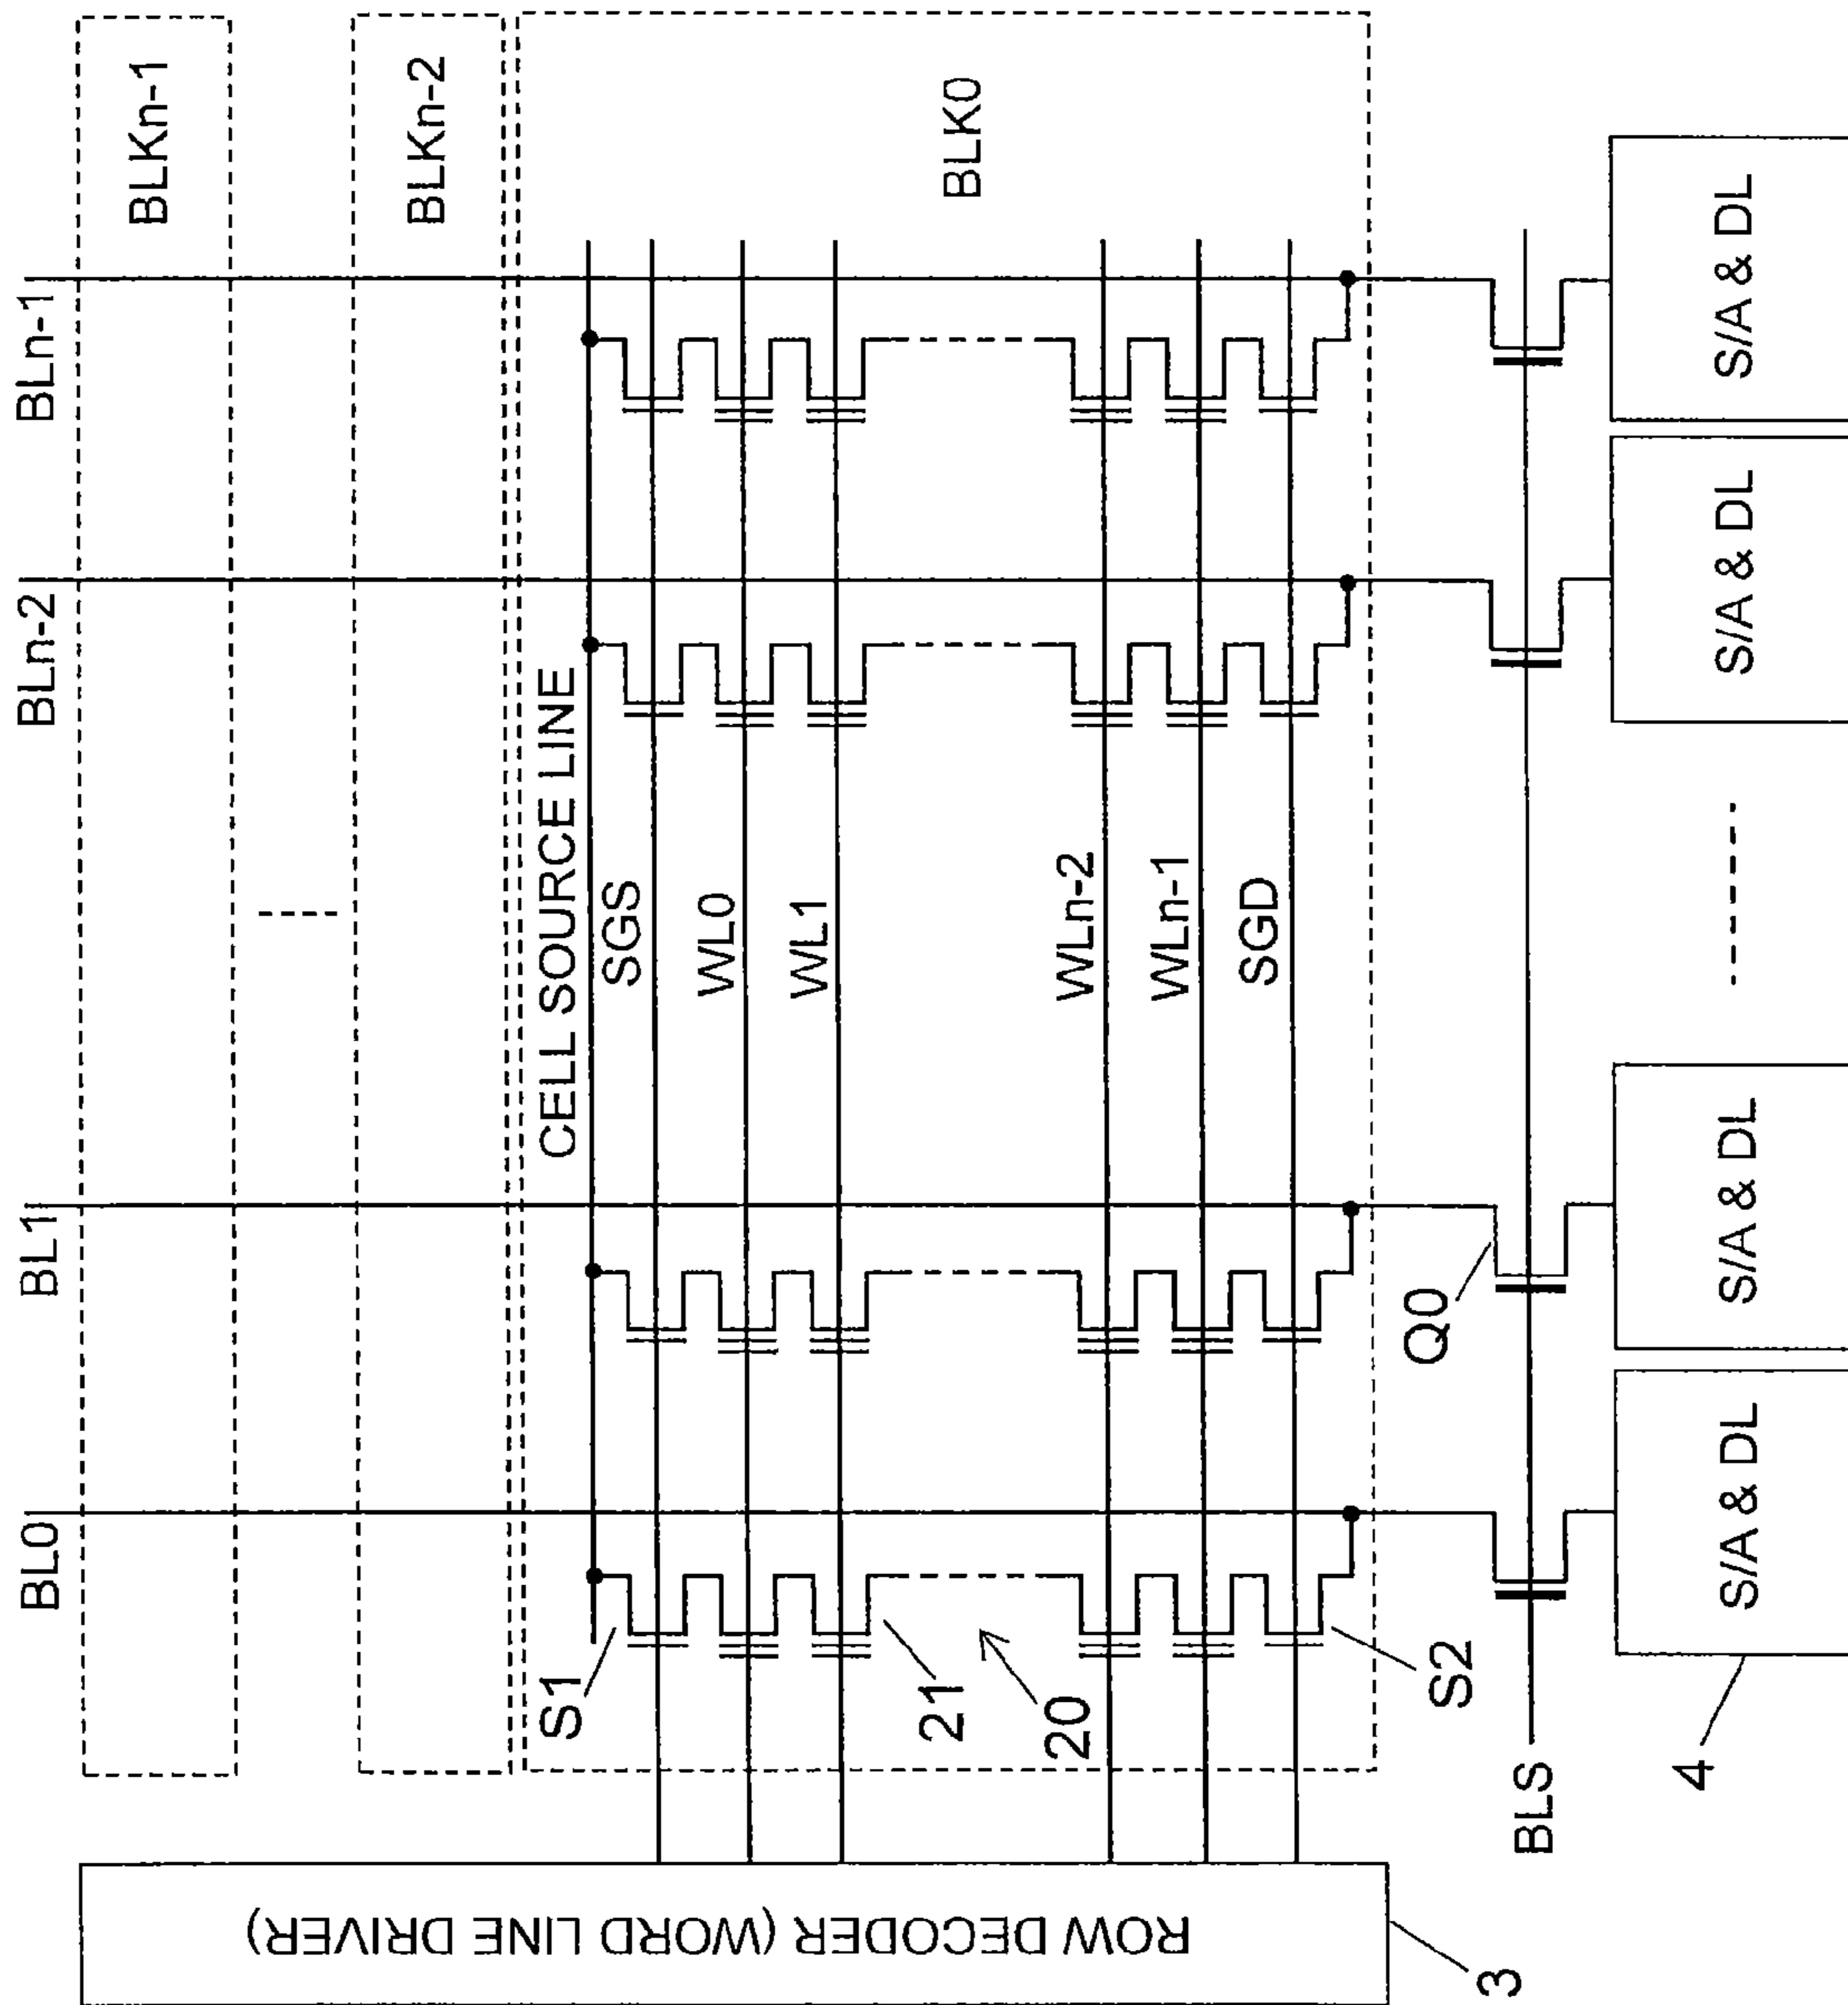 BL0
BL1
BLn-2
BLn-1
BLKn-1
BLKn-2
BLK0
CELL SOURCE LINE
SGS
WL0
WL1
WLn-2
WLn-1
SGD
S1
21
20
S2
Q0
BLS
S/A & DL
S/A & DL
S/A & DL
S/A & DL
4
ROW DECODER (WORD LINE DRIVER)
3